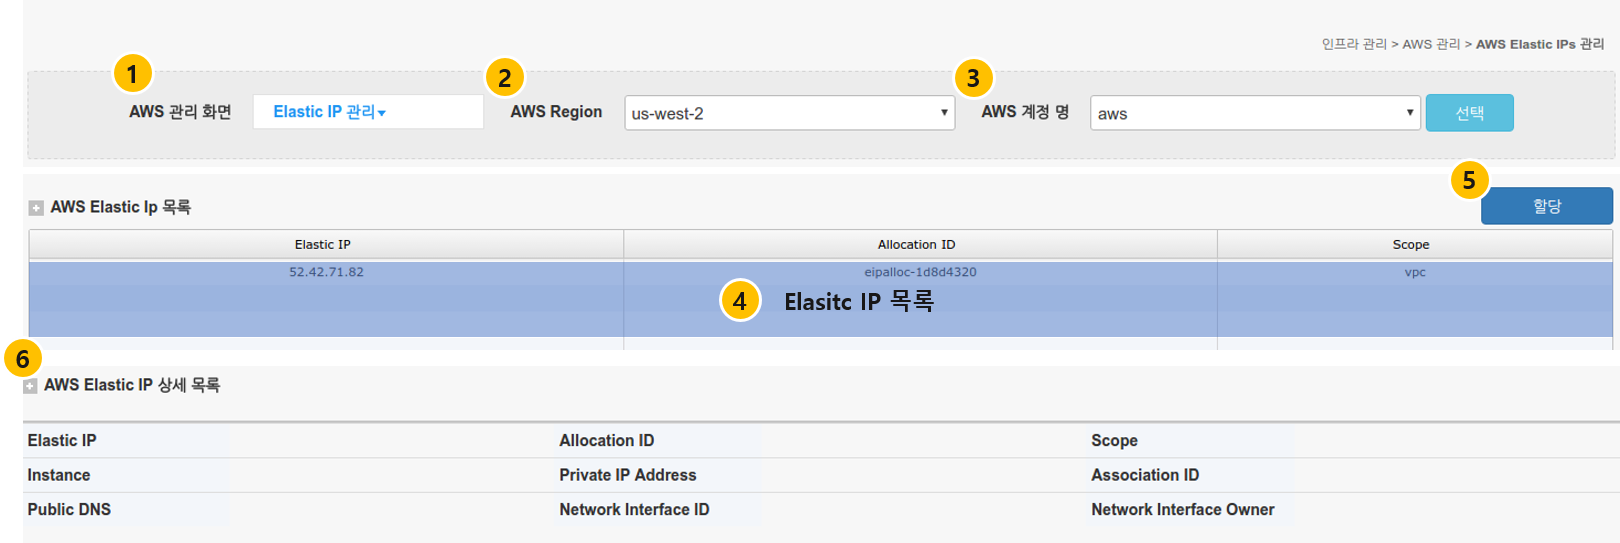 인프라 관리 > AWS 관리 > AWS Elastic IPs 관리
1 2 3
AWS 관리 화면 Elastic IP 관리 AWS Region us-west-2 AWS 계정 명 aws 선택
5
AWS Elastic Ip 목록 할당
Elastic IP Allocation ID Scope
52.42.71.82 eipalloc-1d8d4320 vpc
4 Elasitc IP 목록
6
AWS Elastic IP 상세 목록
Elastic IP Allocation ID Scope
Instance Private IP Address Association ID
Public DNS Network Interface ID Network Interface Owner